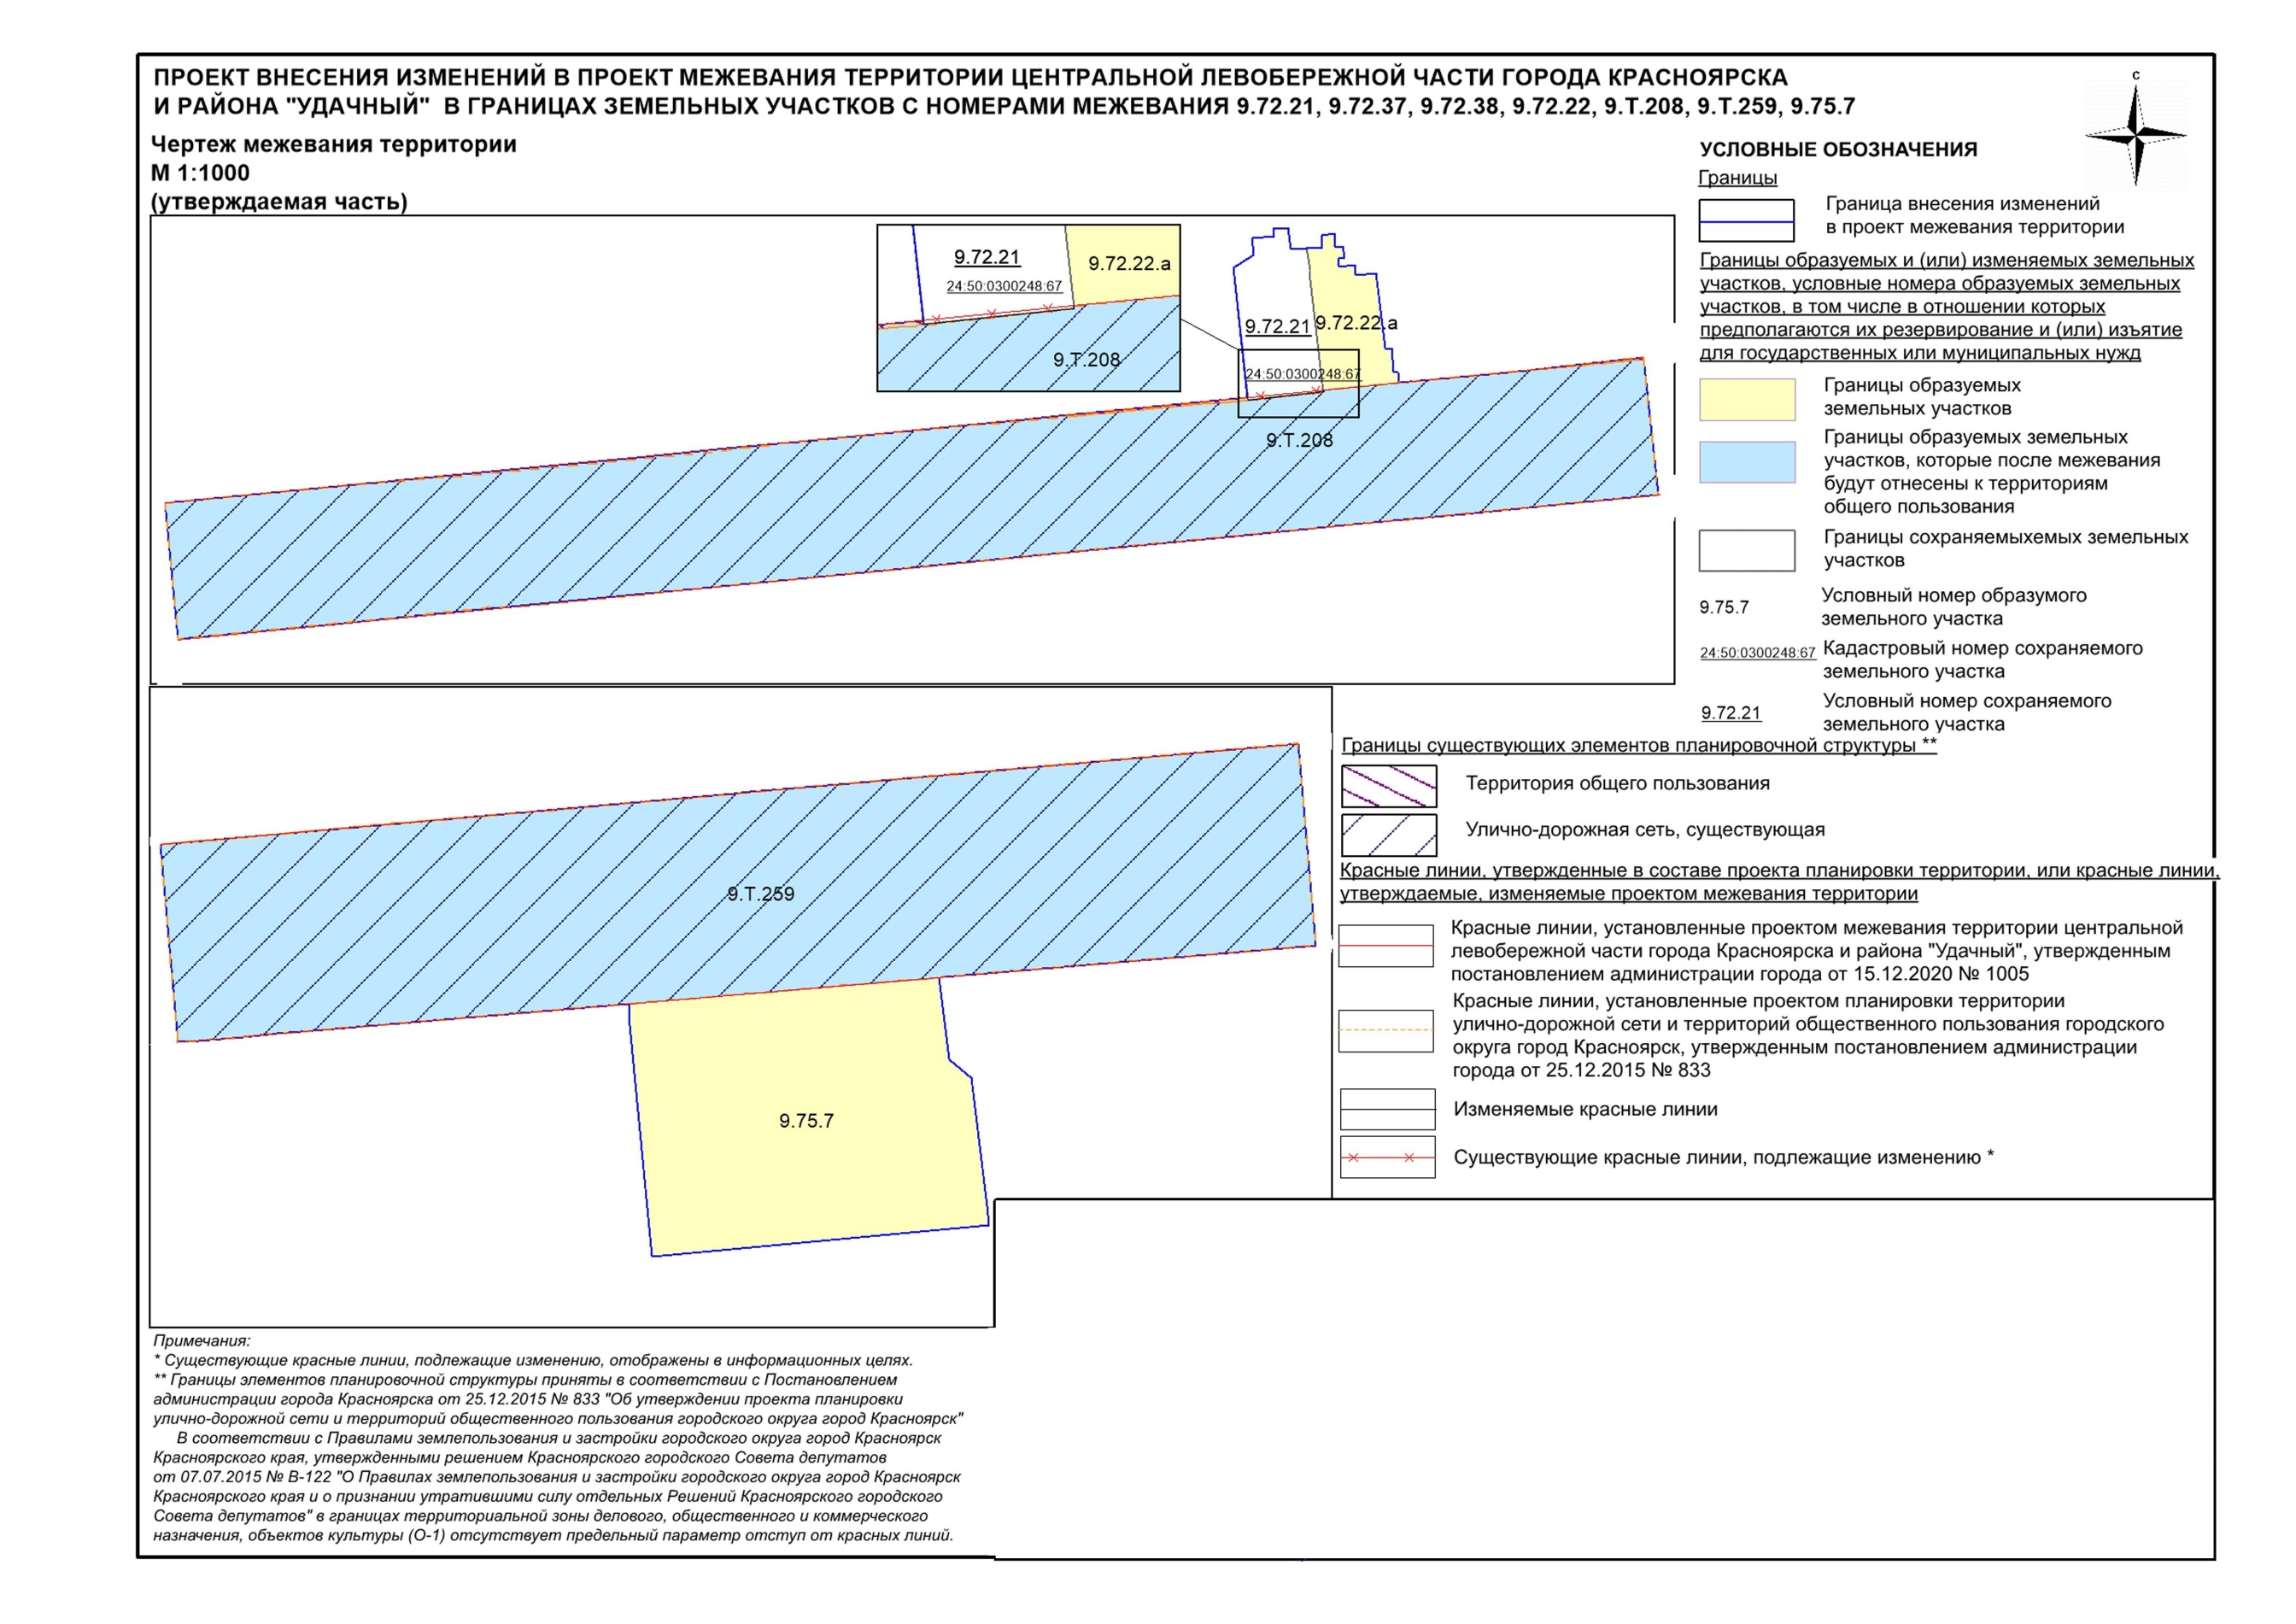 ПРОЕКТ ВНЕСЕНИЯ ИЗМЕНЕНИЙ В ПРОЕКТ МЕЖЕВАНИЯ ТЕРРИТОРИИ ЦЕНТРАЛЬНОЙ ЛЕВОБЕРЕЖНОЙ ЧАСТИ ГОРОДА КРАСНОЯРСКА
И РАЙОНА "УДАЧНЫЙ" В ГРАНИЦАХ ЗЕМЕЛЬНЫХ УЧАСТКОВ С НОМЕРАМИ МЕЖЕВАНИЯ 9.72.21, 9.72.37, 9.72.38, 9.72.22, 9.Т.208, 9.Т.259, 9.75.7
Чертеж межевания территории
М 1:1000
(утверждаемая часть)
С
9.72.21
24:50:0300248:67
9.72.22.а
9.Т.208
9.72.21
9.72.22.а
24:50:0300248:67
9.Т.208
УСЛОВНЫЕ ОБОЗНАЧЕНИЯ
Границы
Граница внесения изменений
в проект межевания территории
Границы образуемых и (или) изменяемых земельных
участков, условные номера образуемых земельных
участков, в том числе в отношении которых
предполагаются их резервирование и (или) изъятие
для государственных или муниципальных нужд
Границы образуемых
земельных участков
Границы образуемых земельных
участков, которые после межевания
будут отнесены к территориям
общего пользования
Границы сохраняемыхемых земельных
участков
9.75.7
Условный номер образумого
земельного участка
24:50:0300248:67
Кадастровый номер сохраняемого
земельного участка
9.72.21
Условный номер сохраняемого
земельного участка
Границы существующих элементов планировочной структуры **
Территория общего пользования
Улично-дорожная сеть, существующая
Красные линии, утвержденные в составе проекта планировки территории, или красные линии,
утверждаемые, изменяемые проектом межевания территории
Красные линии, установленные проектом межевания территории центральной
левобережной части города Красноярска и района "Удачный", утвержденным
постановлением администрации города от 15.12.2020 № 1005
Красные линии, установленные проектом планировки территории
улично-дорожной сети и территорий общественного пользования городского
округа город Красноярск, утвержденным постановлением администрации
города от 25.12.2015 № 833
Изменяемые красные линии
Существующие красные линии, подлежащие изменению *
9.Т.259
9.75.7
Примечания:
* Существующие красные линии, подлежащие изменению, отображены в информационных целях.
** Границы элементов планировочной структуры приняты в соответствии с Постановлением
администрации города Красноярска от 25.12.2015 № 833 "Об утверждении проекта планировки
улично-дорожной сети и территорий общественного пользования городского округа город Красноярск"
В соответствии с Правилами землепользования и застройки городского округа город Красноярск
Красноярского края, утвержденными решением Красноярского городского Совета депутатов
от 07.07.2015 № В-122 "О Правилах землепользования и застройки городского округа город Красноярск
Красноярского края и о признании утратившими силу отдельных Решений Красноярского городского
Совета депутатов" в границах территориальной зоны делового, общественного и коммерческого
назначения, объектов культуры (О-1) отсутствует предельный параметр отступ от красных линий.